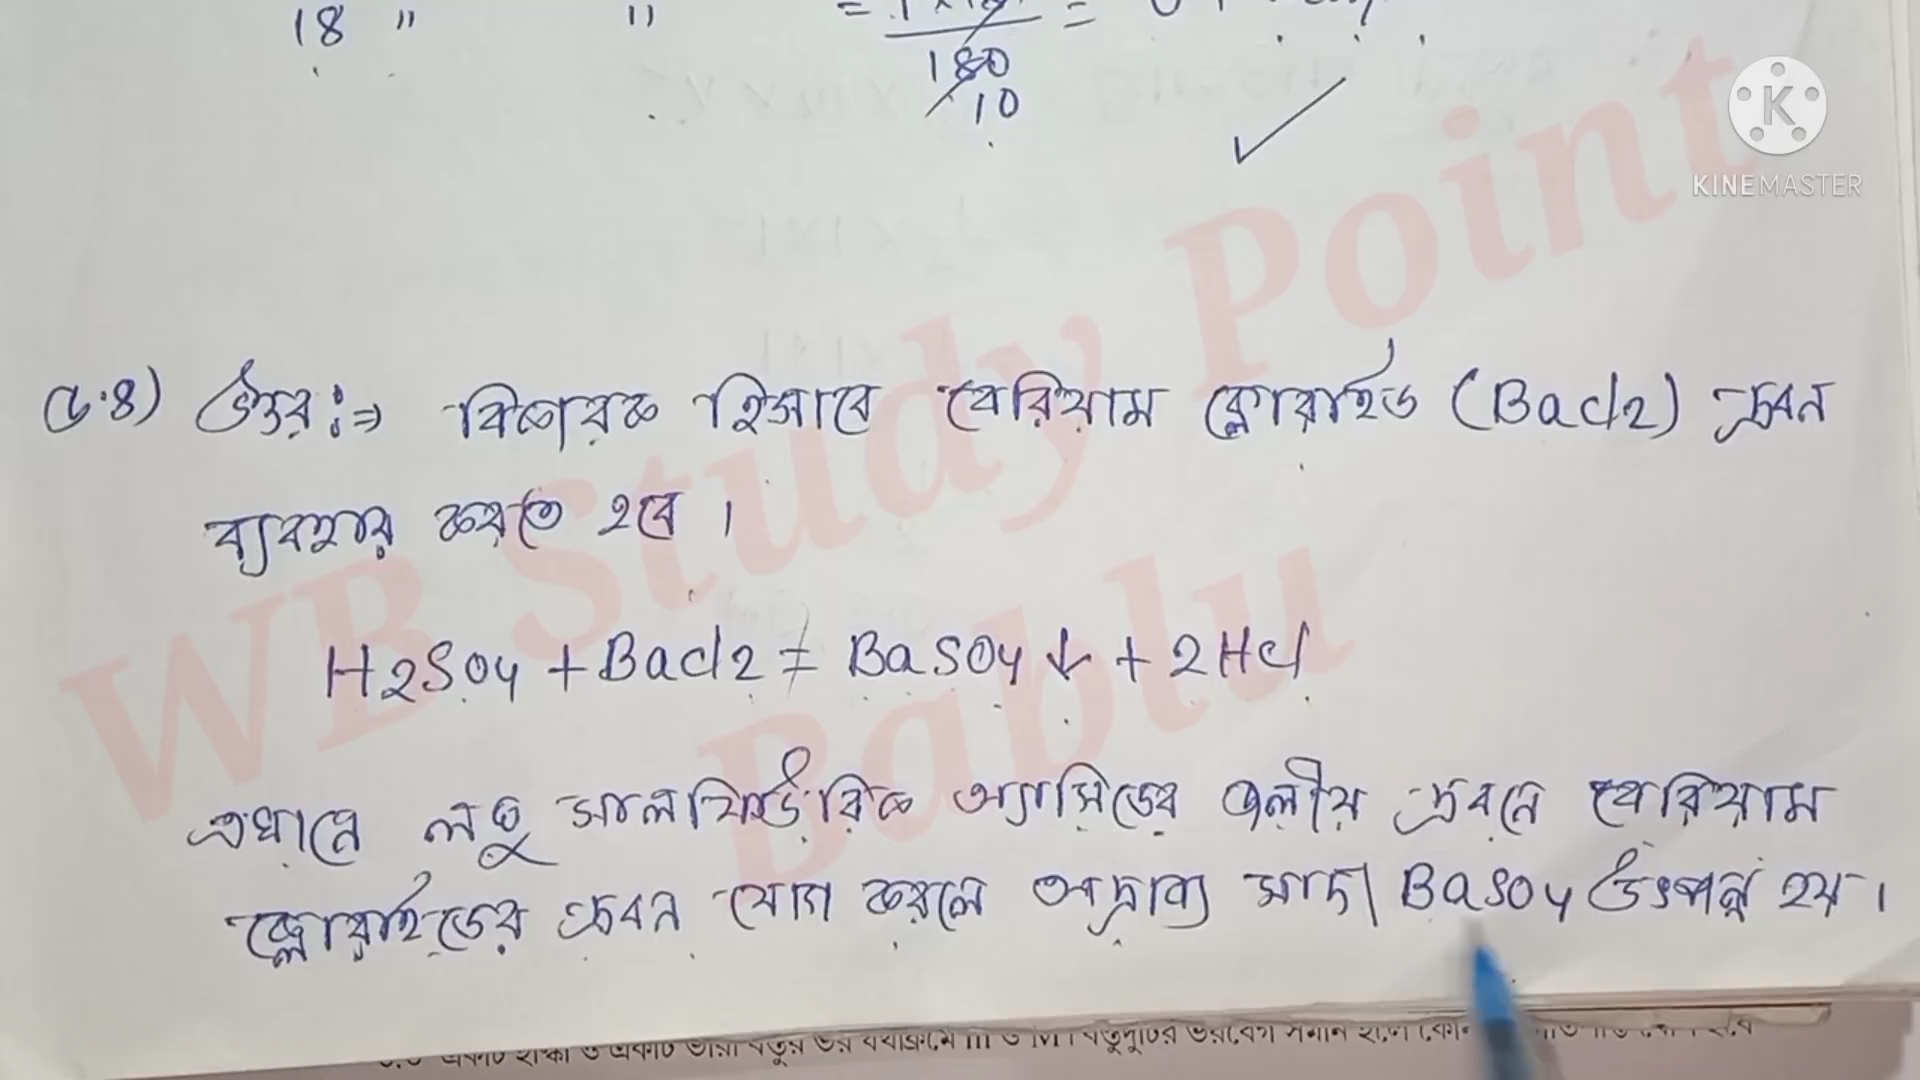 18 " "
180
10
K
KINEMASTER
৫.৪) উত্তর:⇒ বিকারক হিসাবে বেরিয়াম ক্লোরাইড (BaCl2) দ্রবন
ব্যবহার করতে হবে।
H2SO4 + BaCl2 = BaSO4 ↓ + 2HCl
এখানে লঘু সালফিউরিক অ্যাসিডের জলীয় দ্রবনে বেরিয়াম
ক্লোরাইডের দ্রবন যোগ করলে অদ্রাব্য সাদা BaSO4 উৎপন্ন হয়।
WB Study Point
Bablu